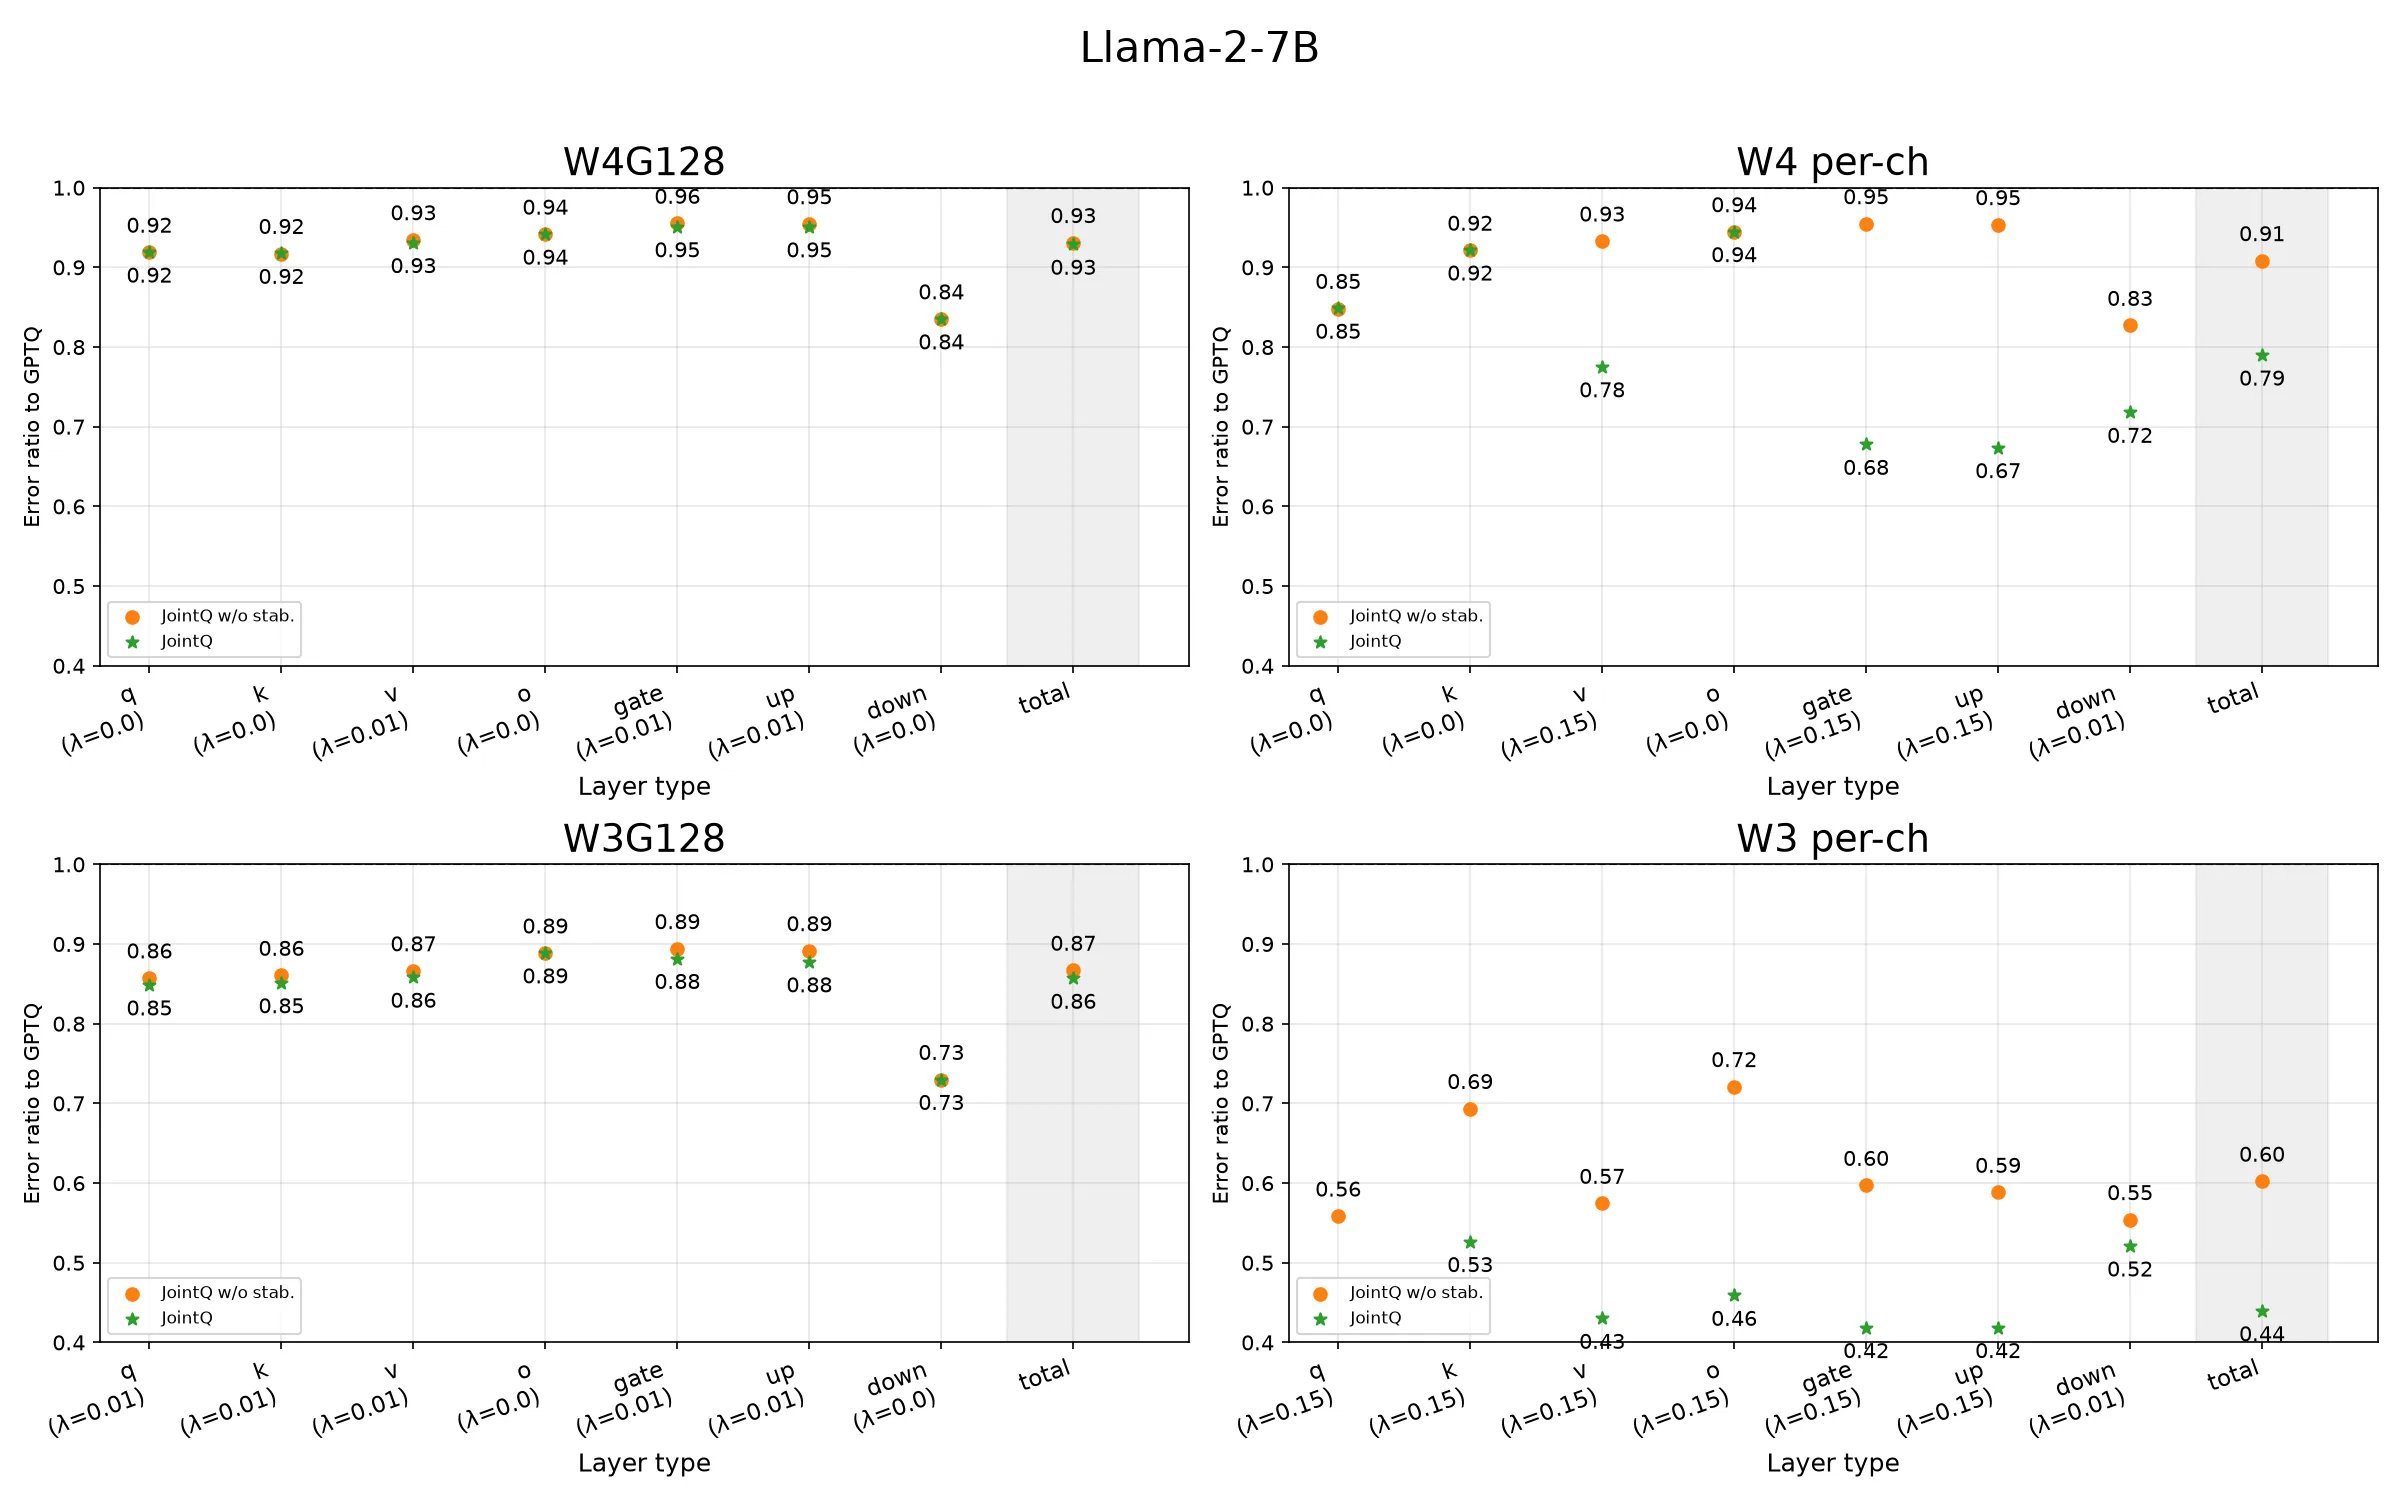 Llama-2-7B
W4G128
Error ratio to GPTQ
1.0
0.9
0.8
0.7
0.6
0.5
0.4
0.92
0.92
0.93
0.94
0.96
0.95
0.84
0.93
0.92
0.92
0.93
0.94
0.95
0.95
0.84
0.93
JointQ w/o stab.
JointQ
q
(λ=0.0)
k
(λ=0.0)
v
(λ=0.01)
o
(λ=0.0)
gate
(λ=0.01)
up
(λ=0.01)
down
(λ=0.0)
total
Layer type
W4 per-ch
Error ratio to GPTQ
1.0
0.9
0.8
0.7
0.6
0.5
0.4
0.85
0.92
0.93
0.94
0.95
0.95
0.83
0.91
0.85
0.92
0.78
0.94
0.68
0.67
0.72
0.79
JointQ w/o stab.
JointQ
q
(λ=0.0)
k
(λ=0.0)
v
(λ=0.15)
o
(λ=0.0)
gate
(λ=0.15)
up
(λ=0.15)
down
(λ=0.01)
total
Layer type
W3G128
Error ratio to GPTQ
1.0
0.9
0.8
0.7
0.6
0.5
0.4
0.86
0.86
0.87
0.89
0.89
0.89
0.73
0.87
0.85
0.85
0.86
0.89
0.88
0.88
0.73
0.86
JointQ w/o stab.
JointQ
q
(λ=0.01)
k
(λ=0.01)
v
(λ=0.01)
o
(λ=0.0)
gate
(λ=0.01)
up
(λ=0.01)
down
(λ=0.0)
total
Layer type
W3 per-ch
Error ratio to GPTQ
1.0
0.9
0.8
0.7
0.6
0.5
0.4
0.56
0.69
0.57
0.72
0.60
0.59
0.55
0.60
0.53
0.43
0.46
0.42
0.42
0.52
0.44
JointQ w/o stab.
JointQ
q
(λ=0.15)
k
(λ=0.15)
v
(λ=0.15)
o
(λ=0.15)
gate
(λ=0.15)
up
(λ=0.15)
down
(λ=0.01)
total
Layer type